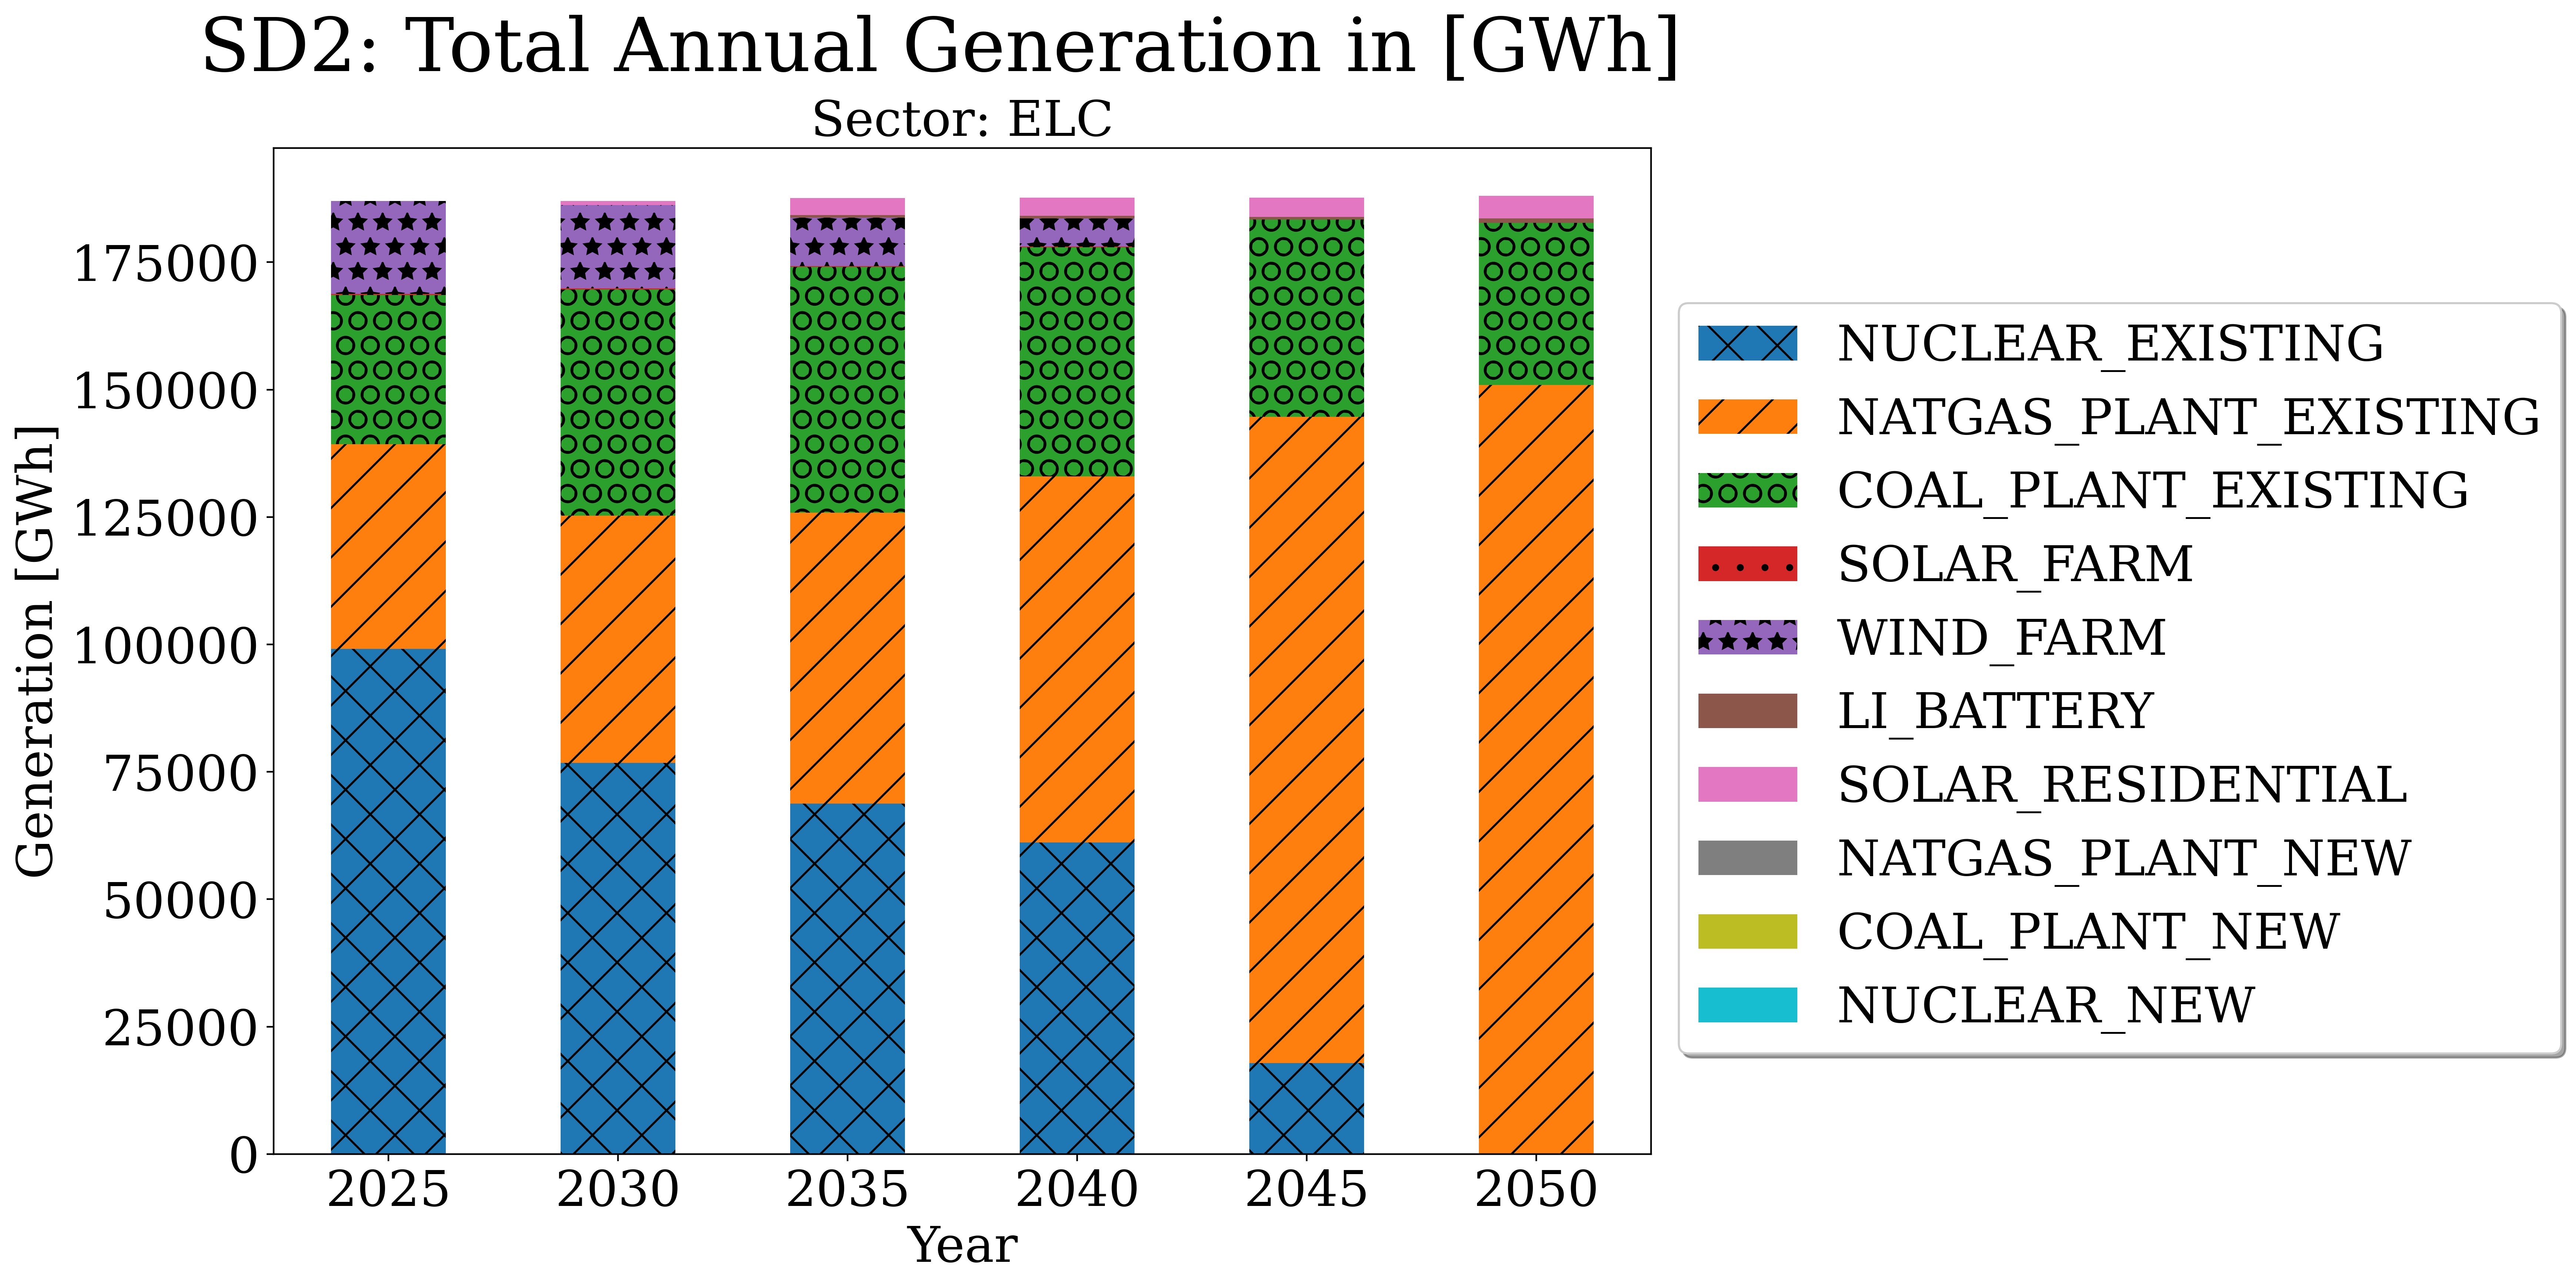 SD2: Total Annual Generation in [GWh]
Sector: ELC
Generation [GWh]
175000
150000
125000
100000
75000
50000
25000
0
2025 2030 2035 2040 2045 2050
Year
NUCLEAR_EXISTING
NATGAS_PLANT_EXISTING
COAL_PLANT_EXISTING
SOLAR_FARM
WIND_FARM
LI_BATTERY
SOLAR_RESIDENTIAL
NATGAS_PLANT_NEW
COAL_PLANT_NEW
NUCLEAR_NEW